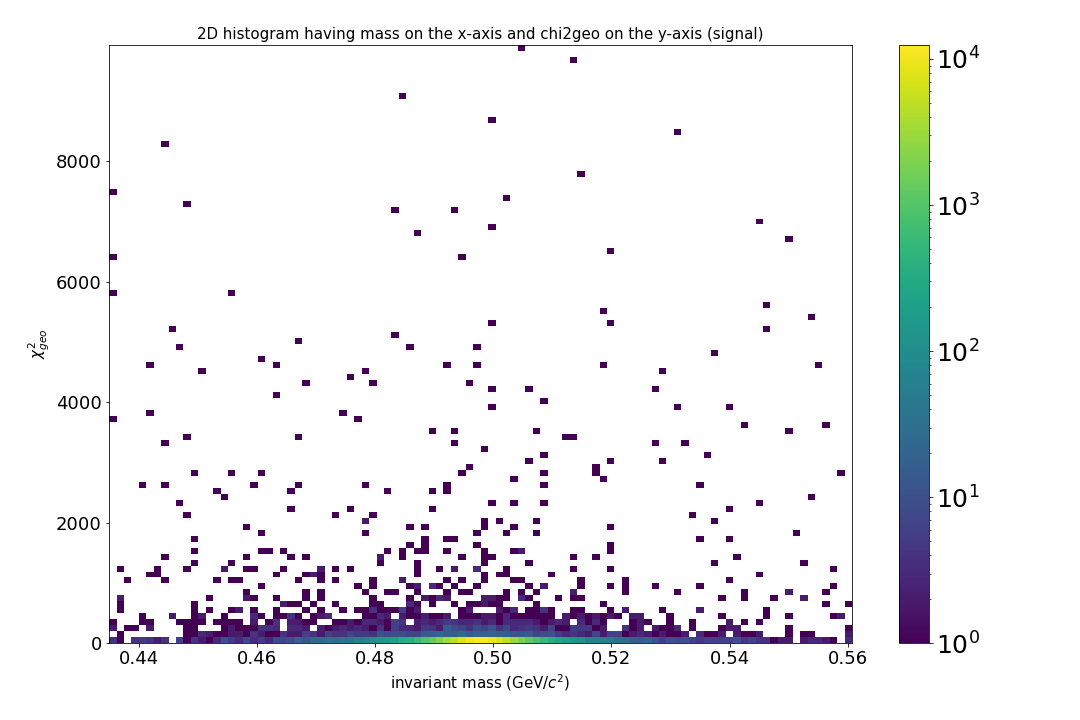 2D histogram having mass on the x-axis and chi2geo on the y-axis (signal)
8000
6000
4000
2000
0
χ²geo
0.44 0.46 0.48 0.50 0.52 0.54 0.56
invariant mass (GeV/c²)
10⁴
10³
10²
10¹
10⁰